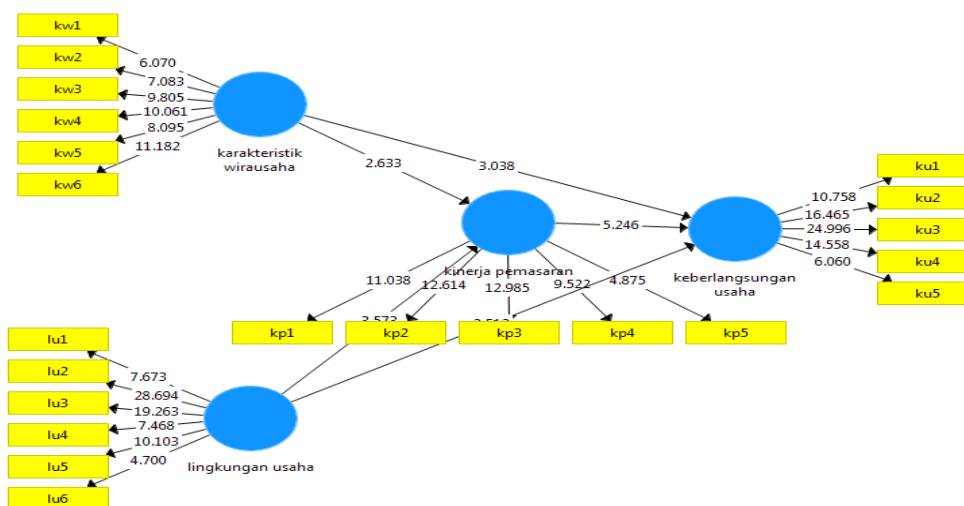 kw1
kw2
kw3
kw4
kw5
kw6
6.070
7.083
9.805
10.061
8.095
11.182
karakteristik
wirausaha
2.633
3.038
kinerja pemasaran
5.246
keberlangsungan
usaha
10.758
16.465
24.996
14.558
6.060
ku1
ku2
ku3
ku4
ku5
11.038
12.614
12.985
9.522
4.875
3.573
kp1
kp2
kp3
kp4
kp5
lu1
lu2
lu3
lu4
lu5
lu6
7.673
28.694
19.263
7.468
10.103
4.700
lingkungan usaha